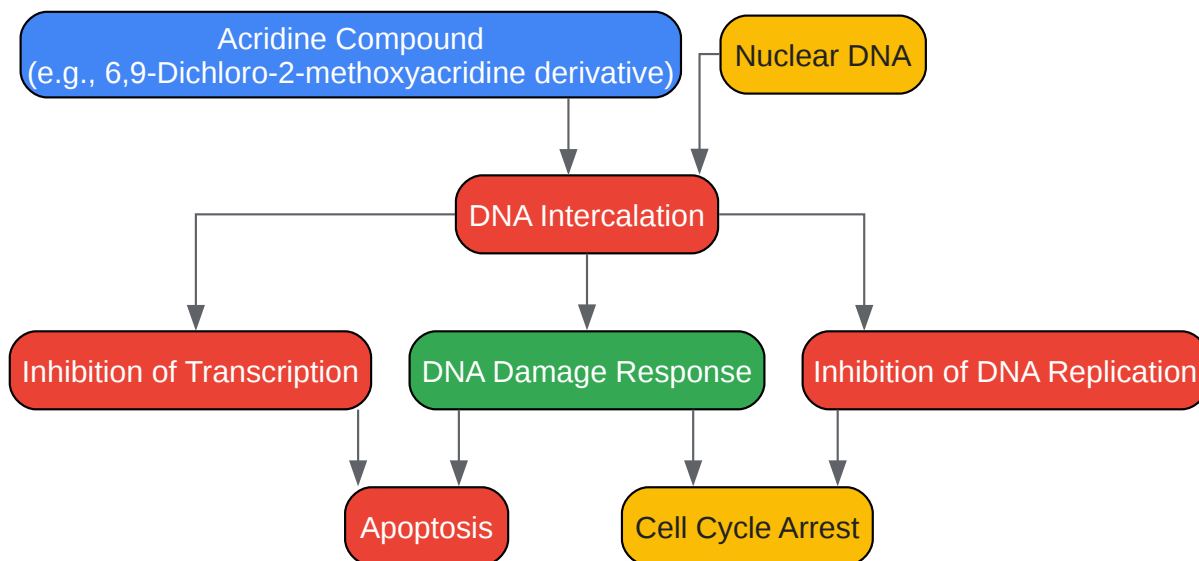 Acridine Compound
(e.g., 6,9-Dichloro-2-methoxyacridine derivative)
Nuclear DNA
DNA Intercalation
Inhibition of Transcription
DNA Damage Response
Inhibition of DNA Replication
Apoptosis
Cell Cycle Arrest